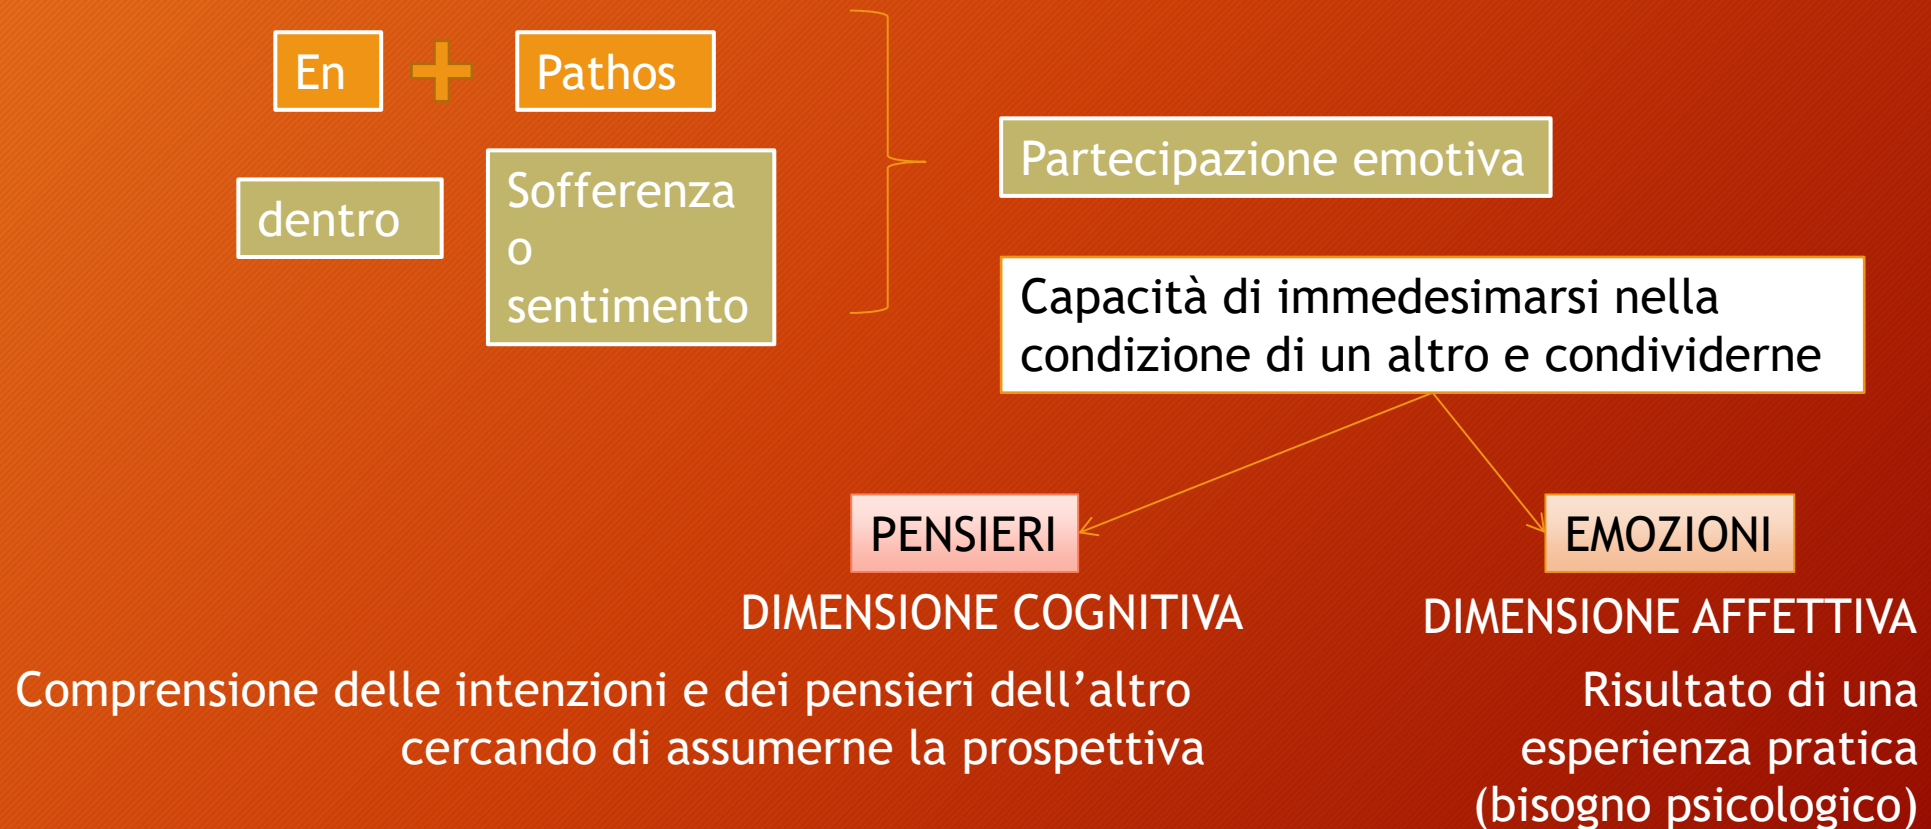 En
Pathos
dentro
Sofferenza
o
sentimento
Partecipazione emotiva
Capacità di immedesimarsi nella
condizione di un altro e condividerne
PENSIERI
EMOZIONI
DIMENSIONE COGNITIVA
DIMENSIONE AFFETTIVA
Comprensione delle intenzioni e dei pensieri dell’altro
cercando di assumerne la prospettiva
Risultato di una
esperienza pratica
(bisogno psicologico)